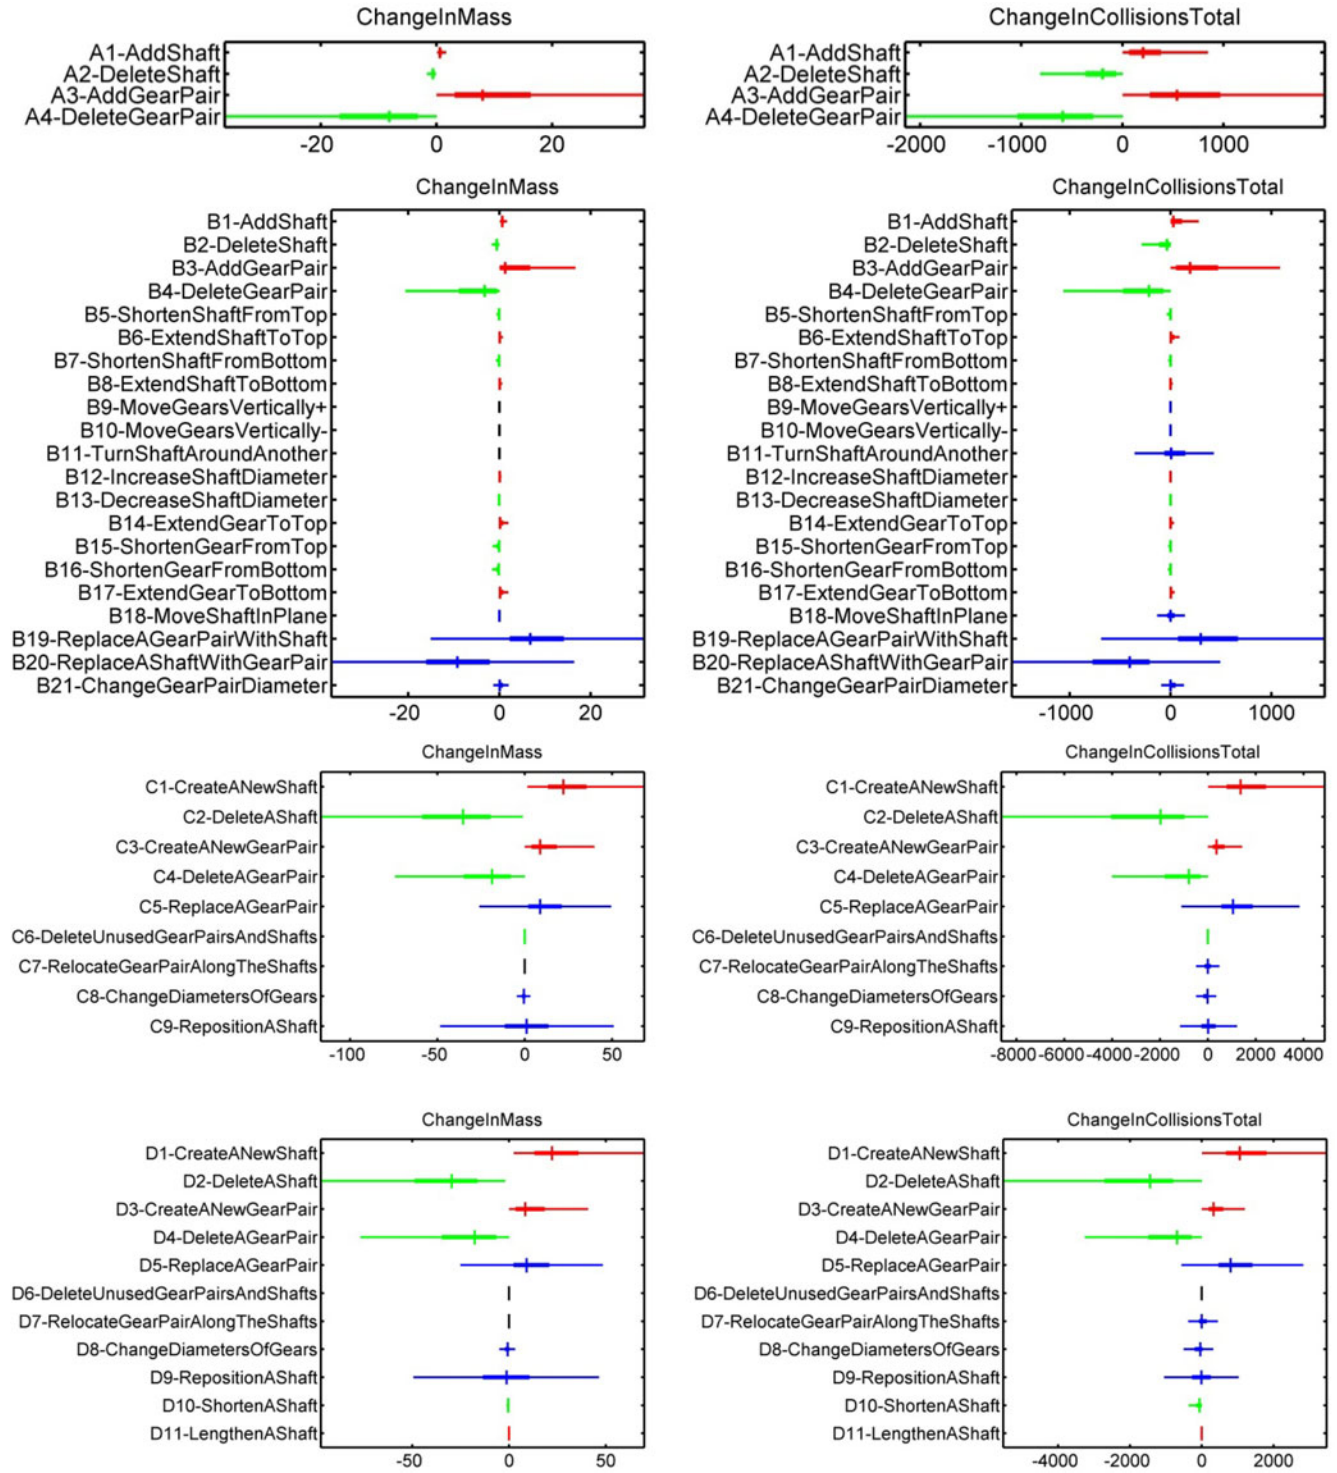 ChangeInMass
A1-AddShaft
A2-DeleteShaft
A3-AddGearPair
A4-DeleteGearPair
-20 0 20
ChangeInCollisionsTotal
A1-AddShaft
A2-DeleteShaft
A3-AddGearPair
A4-DeleteGearPair
-2000 -1000 0 1000
ChangeInMass
B1-AddShaft
B2-DeleteShaft
B3-AddGearPair
B4-DeleteGearPair
B5-ShortenShaftFromTop
B6-ExtendShaftToTop
B7-ShortenShaftFromBottom
B8-ExtendShaftToBottom
B9-MoveGearsVertically+
B10-MoveGearsVertically-
B11-TurnShaftAroundAnother
B12-IncreaseShaftDiameter
B13-DecreaseShaftDiameter
B14-ExtendGearToTop
B15-ShortenGearFromTop
B16-ShortenGearFromBottom
B17-ExtendGearToBottom
B18-MoveShaftInPlane
B19-ReplaceAGearPairWithShaft
B20-ReplaceAShaftWithGearPair
B21-ChangeGearPairDiameter
-20 0 20
ChangeInCollisionsTotal
B1-AddShaft
B2-DeleteShaft
B3-AddGearPair
B4-DeleteGearPair
B5-ShortenShaftFromTop
B6-ExtendShaftToTop
B7-ShortenShaftFromBottom
B8-ExtendShaftToBottom
B9-MoveGearsVertically+
B10-MoveGearsVertically-
B11-TurnShaftAroundAnother
B12-IncreaseShaftDiameter
B13-DecreaseShaftDiameter
B14-ExtendGearToTop
B15-ShortenGearFromTop
B16-ShortenGearFromBottom
B17-ExtendGearToBottom
B18-MoveShaftInPlane
B19-ReplaceAGearPairWithShaft
B20-ReplaceAShaftWithGearPair
B21-ChangeGearPairDiameter
-1000 0 1000
ChangeInMass
C1-CreateANewShaft
C2-DeleteAShaft
C3-CreateANewGearPair
C4-DeleteAGearPair
C5-ReplaceAGearPair
C6-DeleteUnusedGearPairsAndShafts
C7-RelocateGearPairAlongTheShafts
C8-ChangeDiametersOfGears
C9-RepositionAShaft
-100 -50 0 50
ChangeInCollisionsTotal
C1-CreateANewShaft
C2-DeleteAShaft
C3-CreateANewGearPair
C4-DeleteAGearPair
C5-ReplaceAGearPair
C6-DeleteUnusedGearPairsAndShafts
C7-RelocateGearPairAlongTheShafts
C8-ChangeDiametersOfGears
C9-RepositionAShaft
-8000 -6000 -4000 -2000 0 2000 4000
ChangeInMass
D1-CreateANewShaft
D2-DeleteAShaft
D3-CreateANewGearPair
D4-DeleteAGearPair
D5-ReplaceAGearPair
D6-DeleteUnusedGearPairsAndShafts
D7-RelocateGearPairAlongTheShafts
D8-ChangeDiametersOfGears
D9-RepositionAShaft
D10-ShortenAShaft
D11-LengthenAShaft
-50 0 50
ChangeInCollisionsTotal
D1-CreateANewShaft
D2-DeleteAShaft
D3-CreateANewGearPair
D4-DeleteAGearPair
D5-ReplaceAGearPair
D6-DeleteUnusedGearPairsAndShafts
D7-RelocateGearPairAlongTheShafts
D8-ChangeDiametersOfGears
D9-RepositionAShaft
D10-ShortenAShaft
D11-LengthenAShaft
-4000 -2000 0 2000